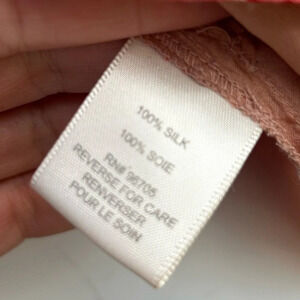 100% SILK
100% SOIE
RN# 96705
REVERSE FOR CARE
RENVERSER
POUR LE SOIN